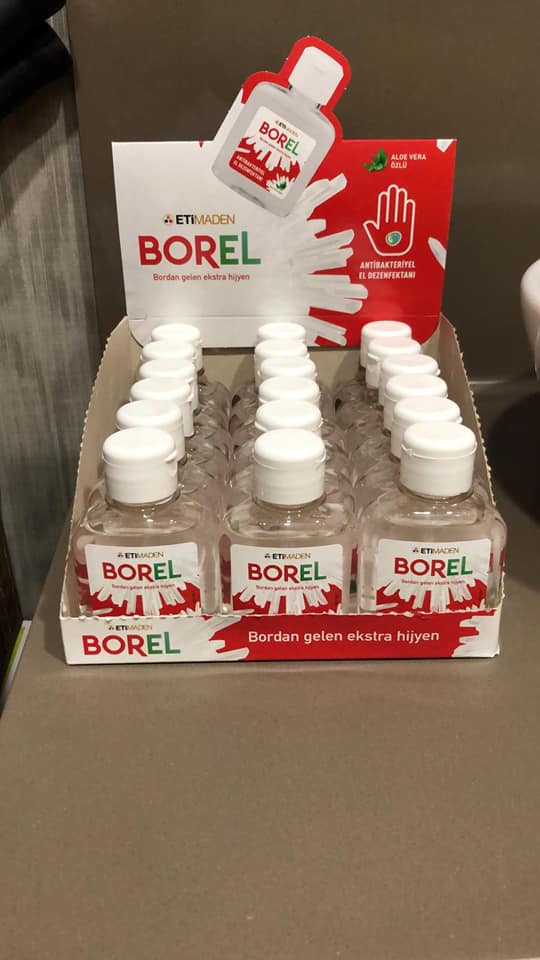 ETİMADEN
BOREL
ANTİBAKTERİYEL
EL DEZENFEKTANI
ALOE VERA
ÖZLÜ
ETİMADEN
BOREL
Bordan gelen ekstra hijyen
ANTİBAKTERİYEL
EL DEZENFEKTANI
ETİMADEN
BOREL
Bordan gelen ekstra hijyen
ETİMADEN
BOREL
Bordan gelen ekstra hijyen
ETİMADEN
BOREL
Bordan gelen ekstra hijyen
ETİMADEN
BOREL
Bordan gelen ekstra hijyen